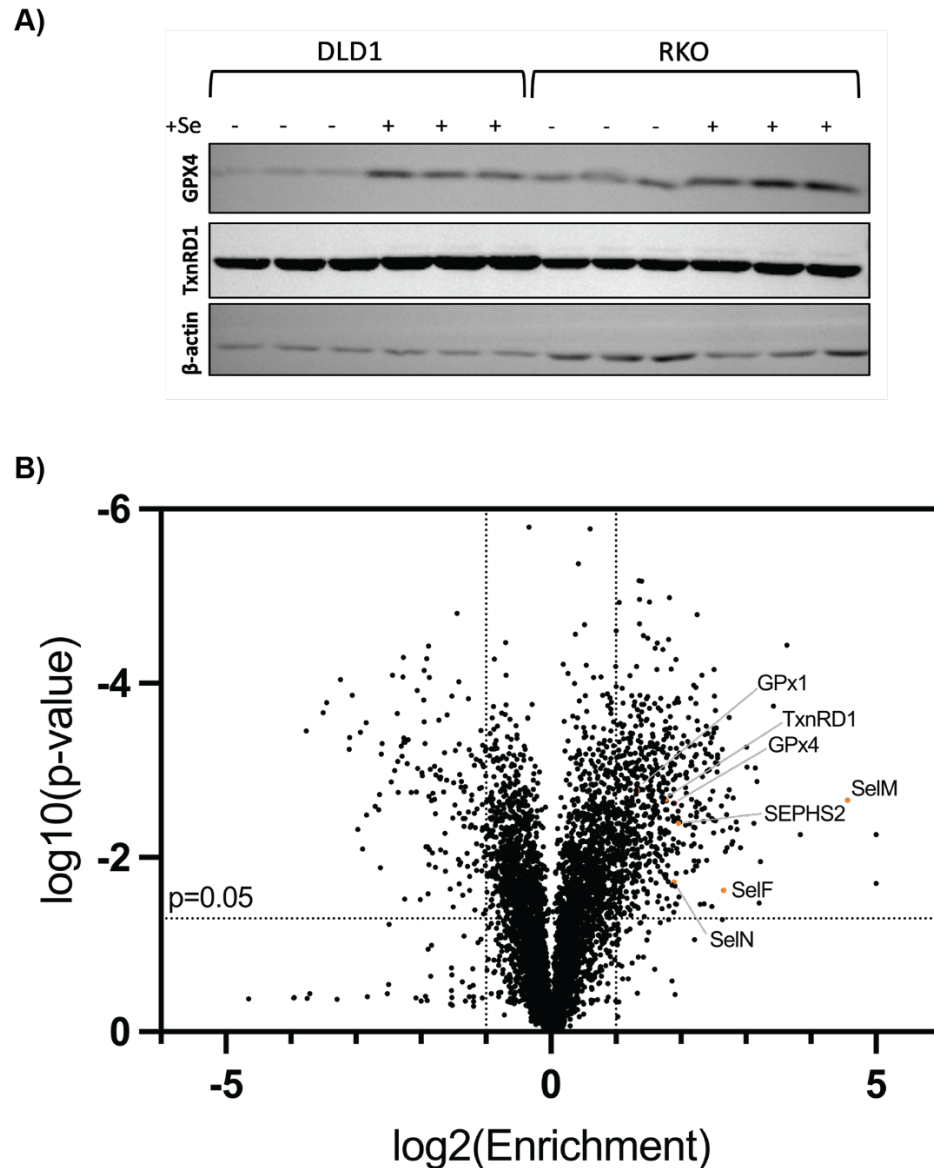 A)
DLD1 RKO
+Se - - - + + + - - - + + +
GPX4
TxnRD1
β-actin
B)
-6
-4
-2
0
log10(p-value)
p=0.05
GPx1
TxnRD1
GPx4
SelM
SEPHS2
SelF
SelN
-5 0 5
log2(Enrichment)